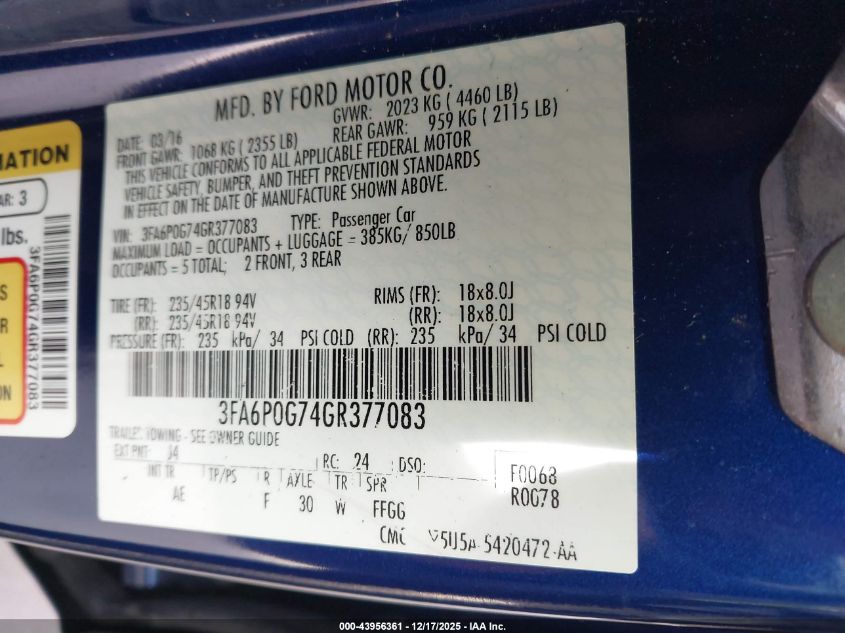 MFD. BY FORD MOTOR CO.
DATE: 03/16 GVWR: 2023 KG ( 4460 LB)
FRONT GAWR: 1068 KG ( 2355 LB) REAR GAWR: 959 KG ( 2115 LB)
THIS VEHICLE CONFORMS TO ALL APPLICABLE FEDERAL MOTOR
VEHICLE SAFETY, BUMPER, AND THEFT PREVENTION STANDARDS
IN EFFECT ON THE DATE OF MANUFACTURE SHOWN ABOVE.
VIN: 3FA6P0G74GR377083 TYPE: Passenger Car
MAXIMUM LOAD = OCCUPANTS + LUGGAGE = 385KG/ 850LB
OCCUPANTS = 5 TOTAL; 2 FRONT, 3 REAR
TIRE (FR): 235/45R18 94V RIMS (FR): 18x8.0J
(RR): 235/45R18 94V (RR): 18x8.0J
PRESSURE (FR): 235 kPa/ 34 PSI COLD (RR): 235 kPa/ 34 PSI COLD
3FA6P0G74GR377083
TRAILER TOWING - SEE OWNER GUIDE
EXT PNT: J4 RC: 24 DSO: F0068
INT TR TP/PS R AXLE TR SPR R0078
AE F 30 W FFGG
CMC 5U5A-5420472-AA
MATION
AR: 3
lbs.
3FA6P0G74GR377083
S
R
L
N
000-43956361 - 12/17/2025 - IAA Inc.